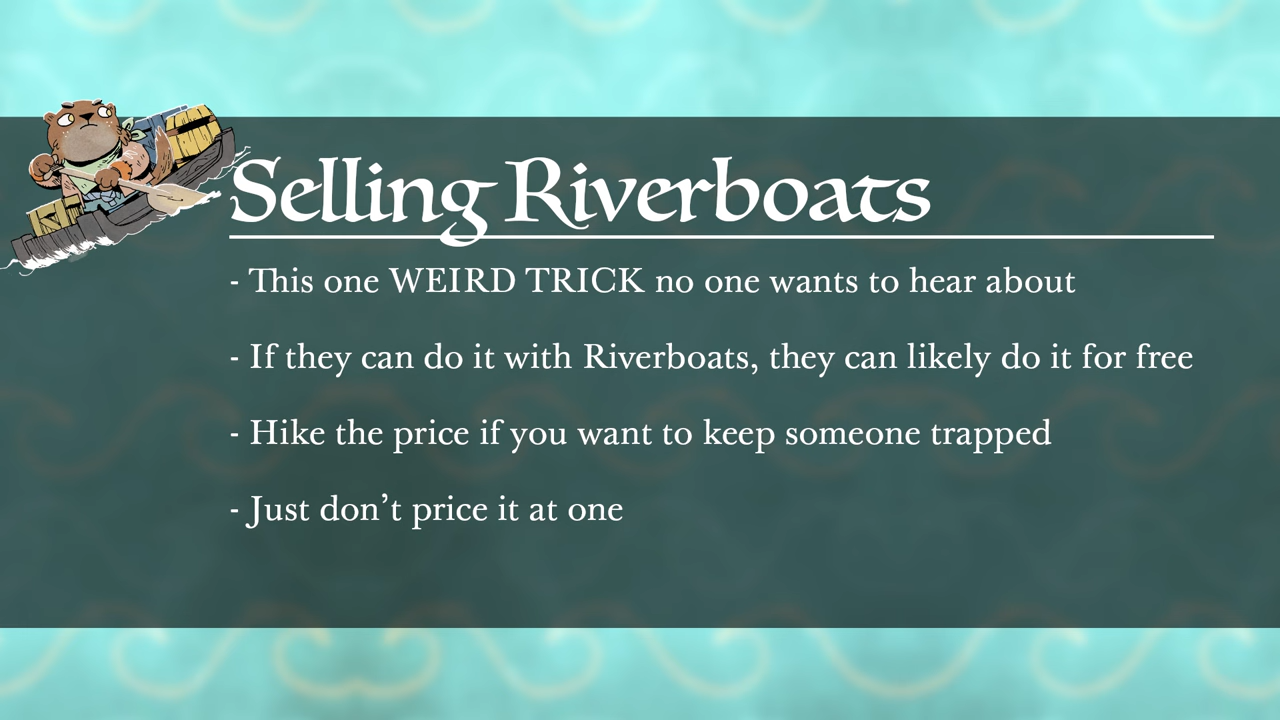 Selling Riverboats
- This one WEIRD TRICK no one wants to hear about
- If they can do it with Riverboats, they can likely do it for free
- Hike the price if you want to keep someone trapped
- Just don’t price it at one